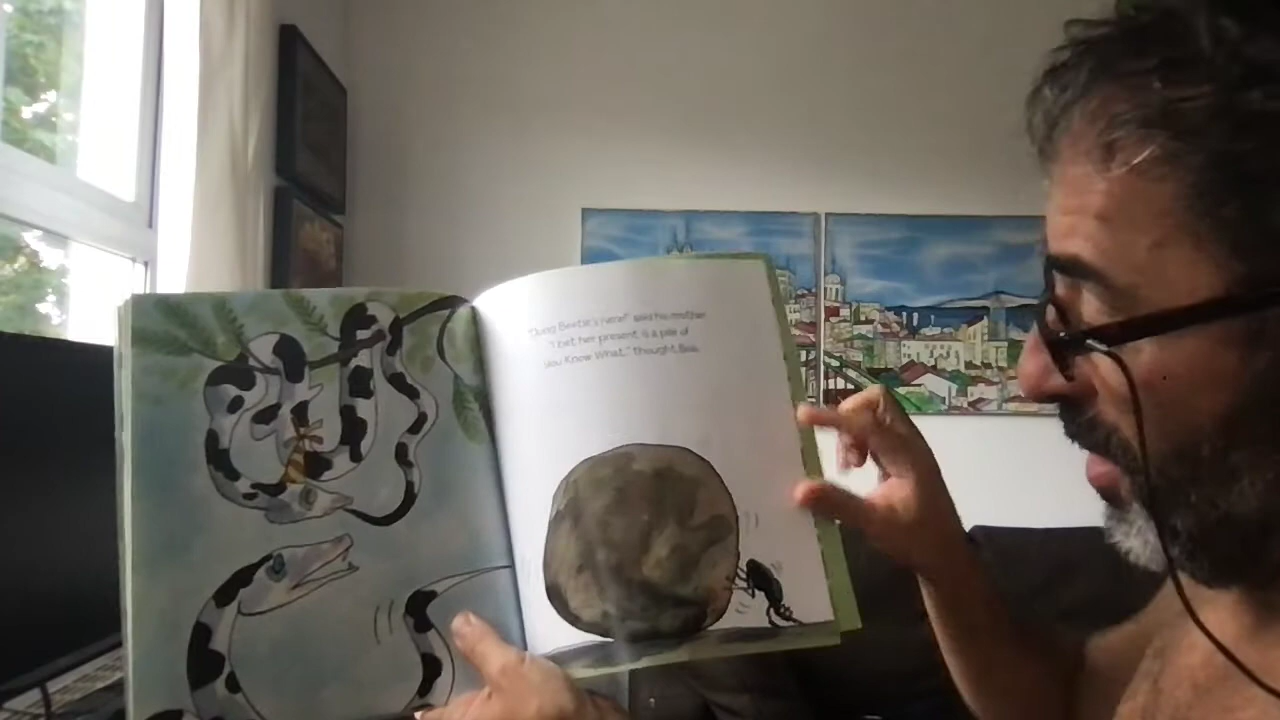 "Dung Beetle's here!" said his mother.
"I bet her present is a pile of
You Know What." Thought Boa.